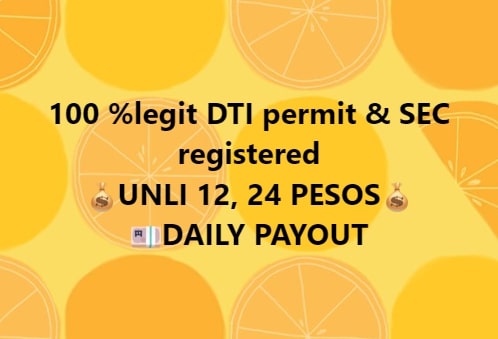 100 %legit DTI permit & SEC
registered
💰UNLI 12, 24 PESOS💰
💴DAILY PAYOUT